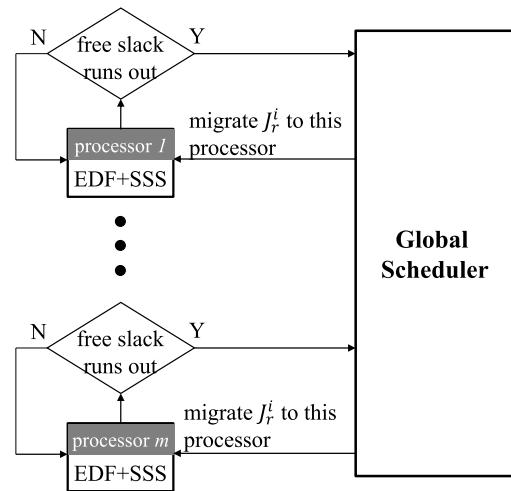 N
free slack
runs out
Y
migrate J_r^i to this
processor
processor 1
EDF+SSS
Global
Scheduler
N
free slack
runs out
Y
migrate J_r^i to this
processor
processor m
EDF+SSS